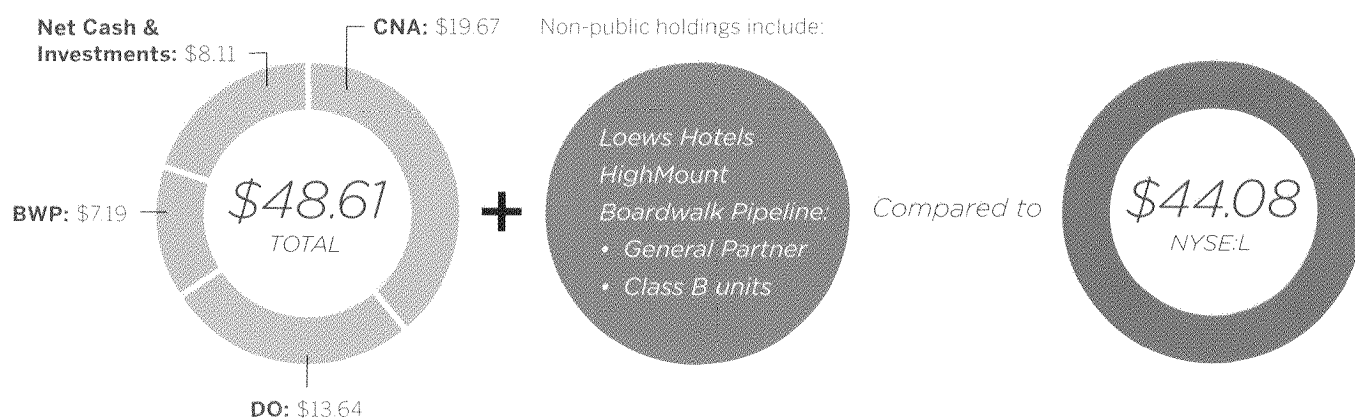 Net Cash &
Investments: $8.11
CNA: $19.67
Non-public holdings include:
BWP: $7.19
$48.61
TOTAL
DO: $13.64
+
Loews Hotels
HighMount
Boardwalk Pipeline:
• General Partner
• Class B units
Compared to
$44.08
NYSE:L